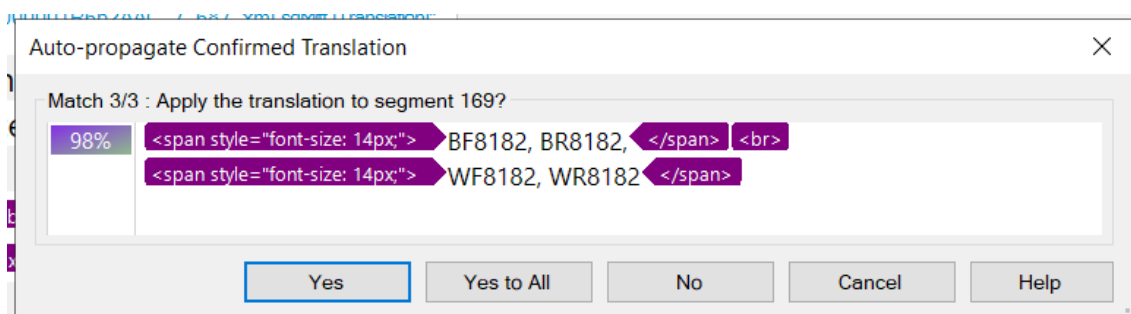 Auto-propagate Confirmed Translation
Match 3/3 : Apply the translation to segment 169?
98%
<span style="font-size: 14px;"> BF8182, BR8182, </span> <br>
<span style="font-size: 14px;"> WF8182, WR8182 </span>
Yes
Yes to All
No
Cancel
Help